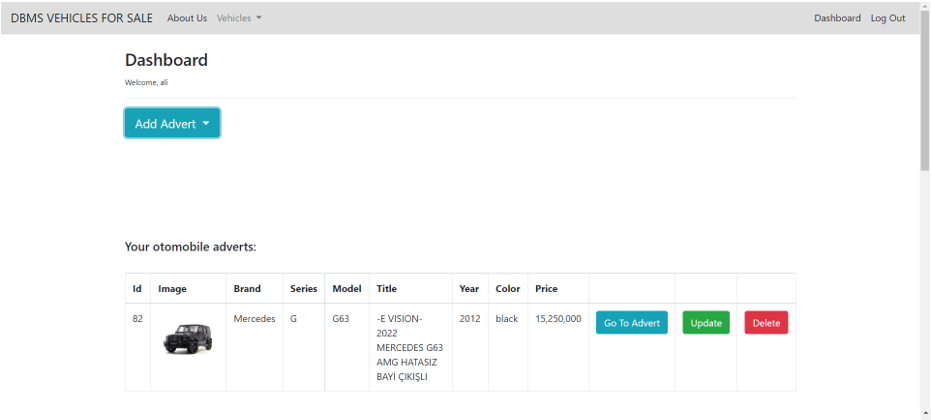 DBMS VEHICLES FOR SALE About Us Vehicles Dashboard Log Out
Dashboard
Welcome, ali
Add Advert
Your otomobile adverts:
Id Image Brand Series Model Title Year Color Price
82 Mercedes G G63 -E VISION- 2012 black 15,250,000 Go To Advert Update Delete
2022
MERCEDES G63
AMG HATASIZ
BAYİ ÇIKIŞLI